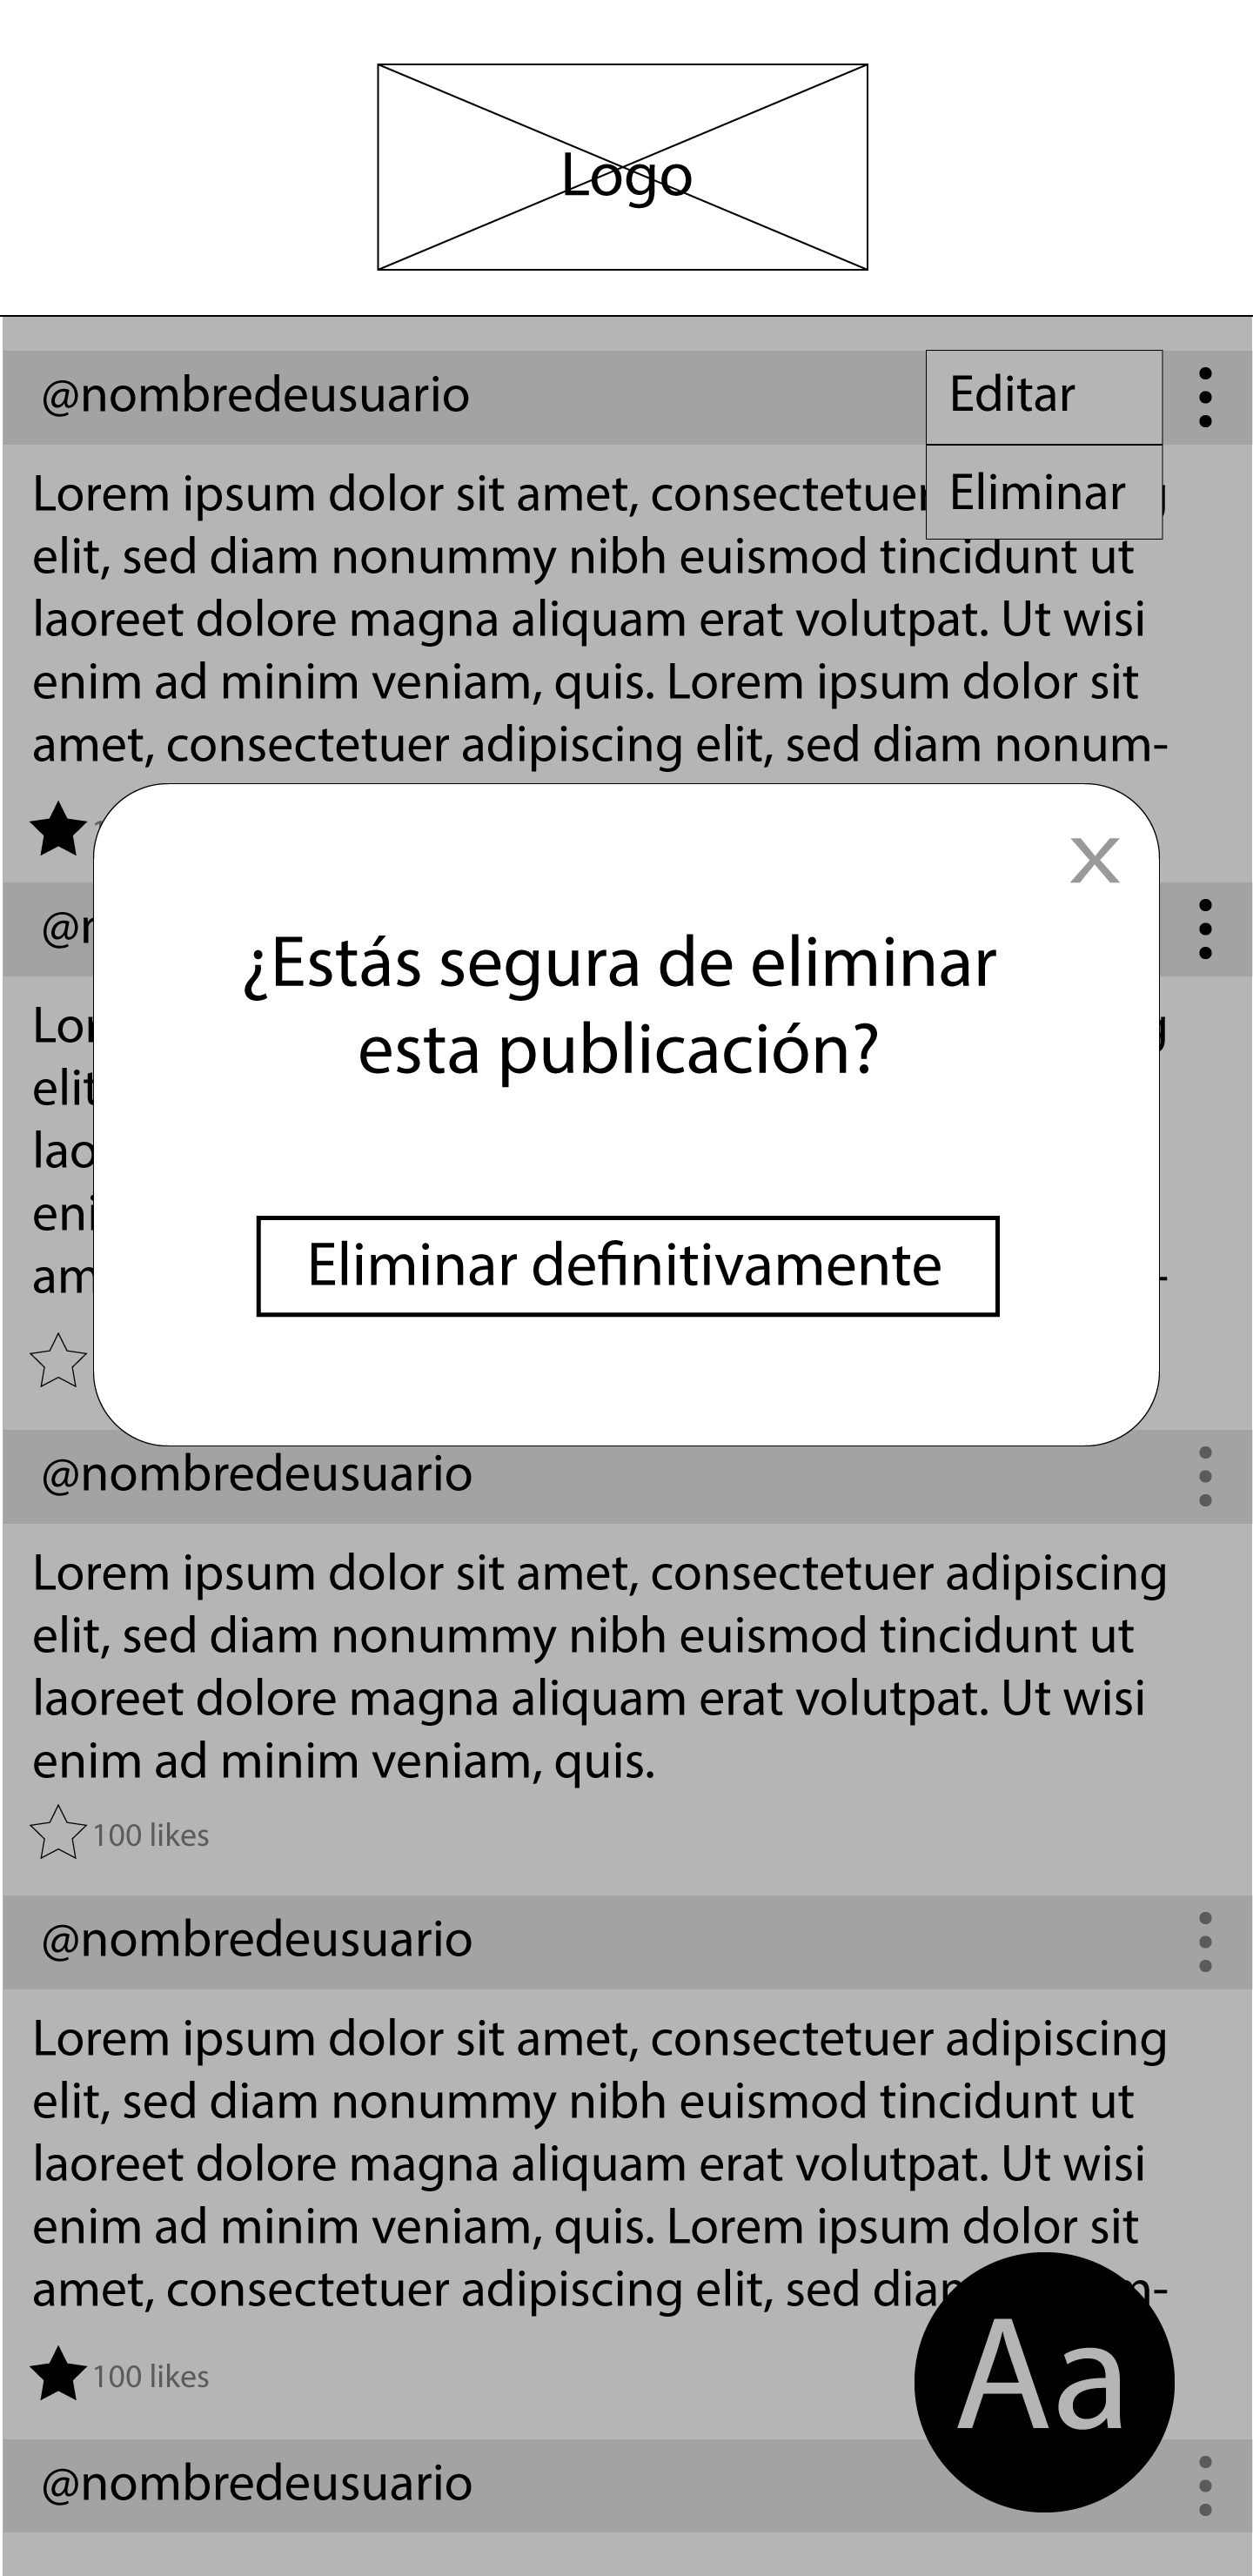 Logo
@nombredeusuario
Editar
Eliminar
Lorem ipsum dolor sit amet, consectetuer
elit, sed diam nonummy nibh euismod tincidunt ut
laoreet dolore magna aliquam erat volutpat. Ut wisi
enim ad minim veniam, quis. Lorem ipsum dolor sit
amet, consectetuer adipiscing elit, sed diam nonum-
X
¿Estás segura de eliminar
esta publicación?
Eliminar definitivamente
@nombredeusuario
Lorem ipsum dolor sit amet, consectetuer adipiscing
elit, sed diam nonummy nibh euismod tincidunt ut
laoreet dolore magna aliquam erat volutpat. Ut wisi
enim ad minim veniam, quis.
100 likes
@nombredeusuario
Lorem ipsum dolor sit amet, consectetuer adipiscing
elit, sed diam nonummy nibh euismod tincidunt ut
laoreet dolore magna aliquam erat volutpat. Ut wisi
enim ad minim veniam, quis. Lorem ipsum dolor sit
amet, consectetuer adipiscing elit, sed
Aa
100 likes
@nombredeusuario